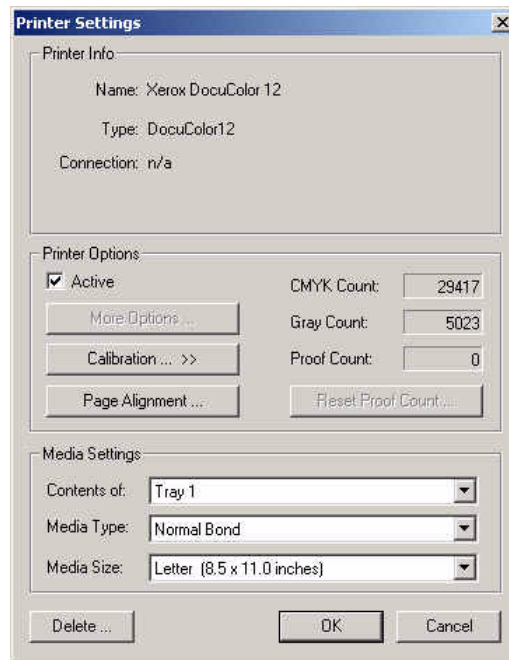 Printer Settings
Printer Info
Name: Xerox DocuColor 12
Type: DocuColor12
Connection: n/a
Printer Options
Active
CMYK Count: 29417
More Options ...
Gray Count: 5023
Calibration ... >>
Proof Count: 0
Page Alignment ...
Reset Proof Count ...
Media Settings
Contents of: Tray 1
Media Type: Normal Bond
Media Size: Letter (8.5 x 11.0 inches)
Delete ...
OK
Cancel